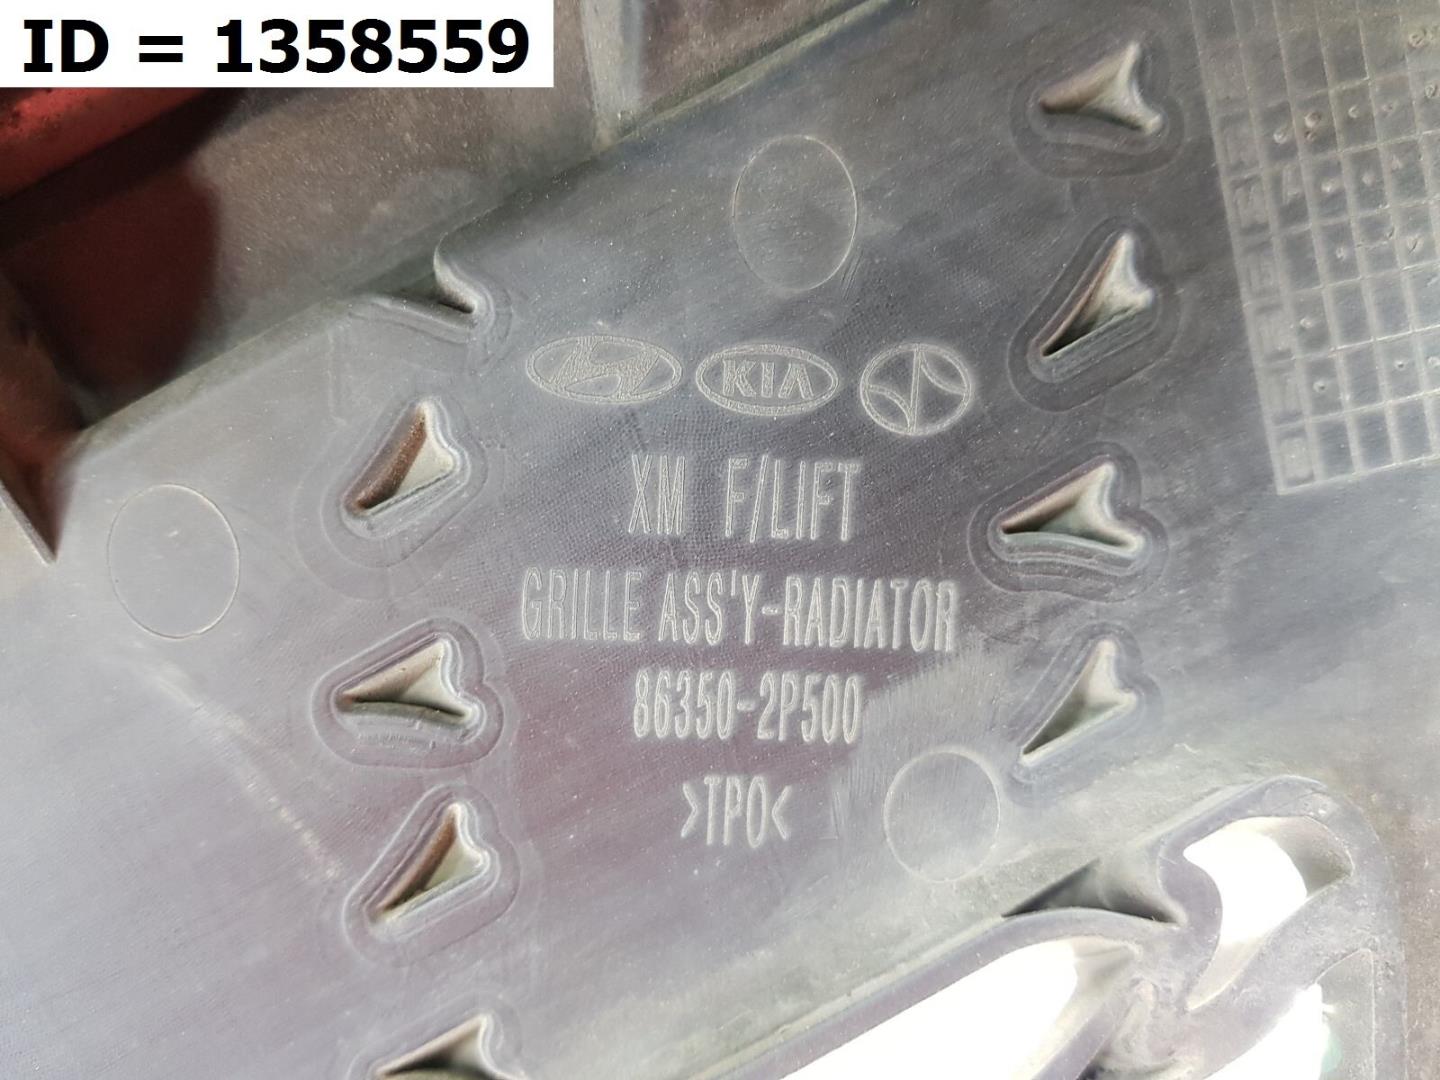 ID = 1358559
KIA
XM F/LIFT
GRILLE ASS'Y-RADIATOR
86350-2P500
>TPO<